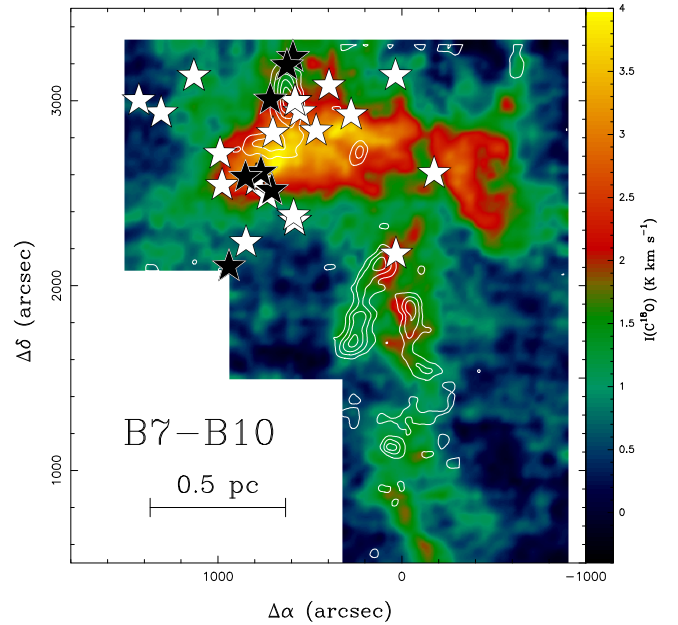 4
3.5
3
2.5
2
1.5
1
0.5
0
I(C¹⁸O) (K km s⁻¹)
3000
2000
1000
Δδ (arcsec)
B7−B10
0.5 pc
1000 0 −1000
Δα (arcsec)